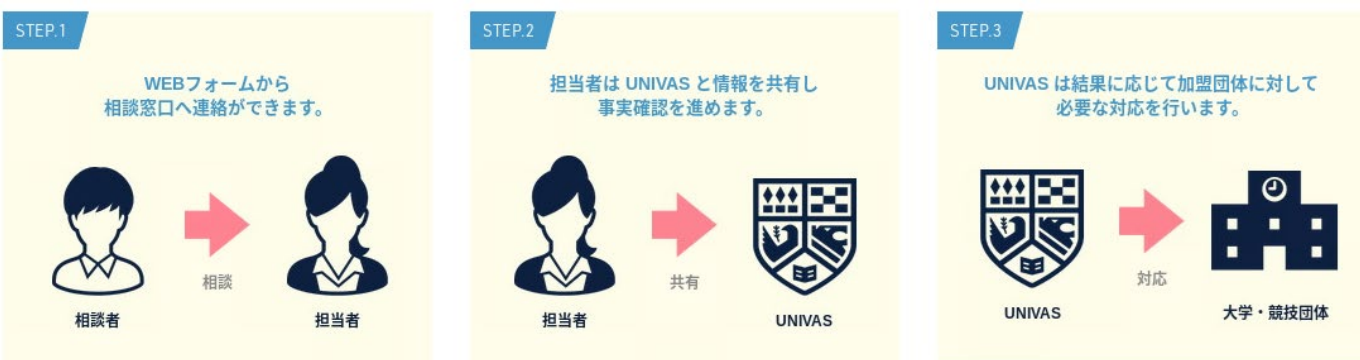 STEP.1
WEBフォームから
相談窓口へ連絡ができます。
相談
相談者
担当者
STEP.2
担当者は UNIVAS と情報を共有し
事実確認を進めます。
共有
担当者
UNIVAS
STEP.3
UNIVAS は結果に応じて加盟団体に対して
必要な対応を行います。
対応
UNIVAS
大学・競技団体